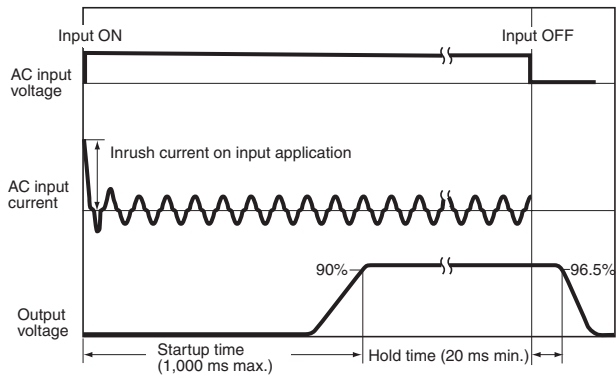 Input ON
Input OFF
AC input
voltage
Inrush current on input application
AC input
current
90%
96.5%
Output
voltage
Startup time
(1,000 ms max.)
Hold time (20 ms min.)